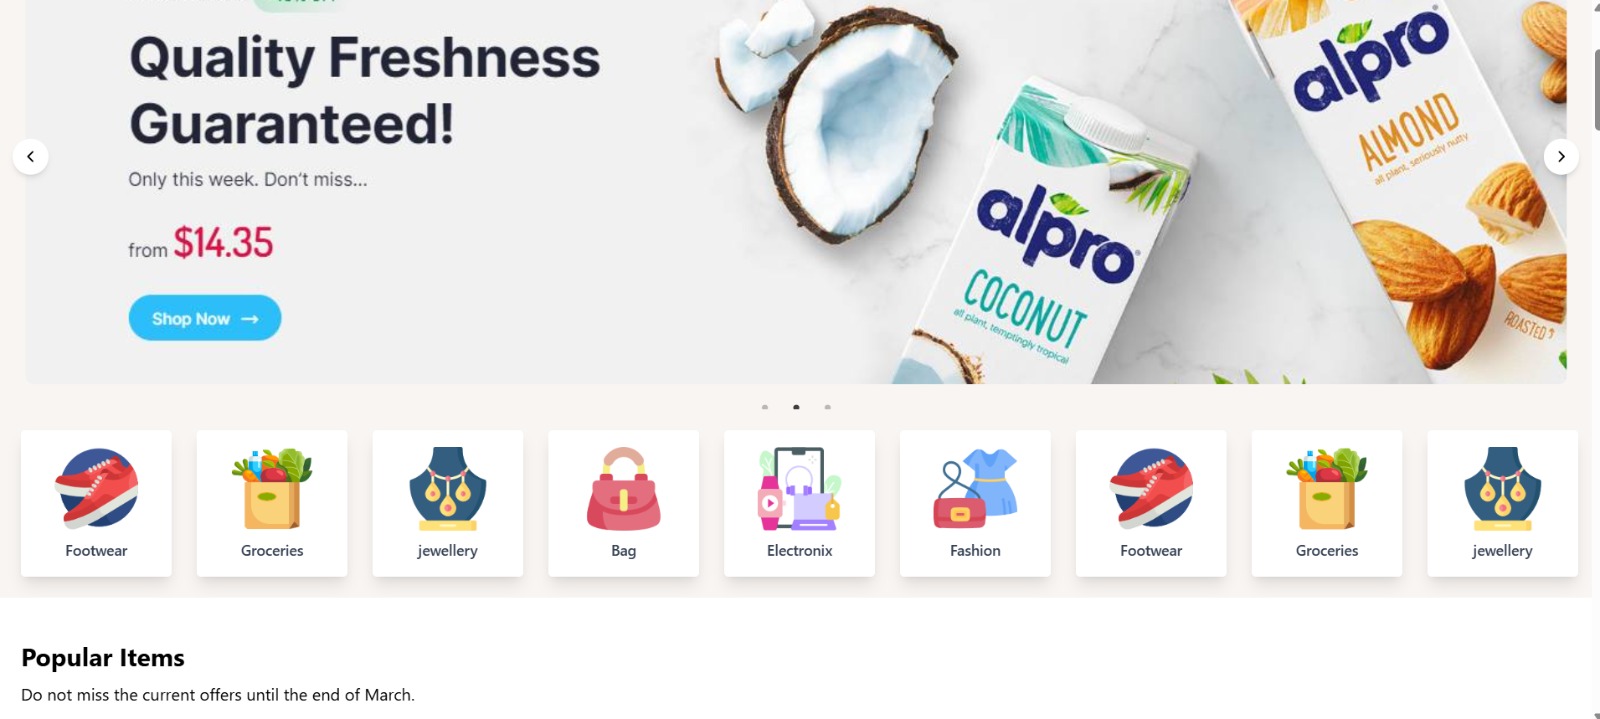 Quality Freshness
Guaranteed!
Only this week. Don’t miss...
from $14.35
Shop Now →
alpro
COCONUT
all plant, temptingly tropical
alpro
ALMOND
all plant, seriously nutty
ROASTED
Footwear
Groceries
jewellery
Bag
Electronix
Fashion
Footwear
Groceries
jewellery
Popular Items
Do not miss the current offers until the end of March.